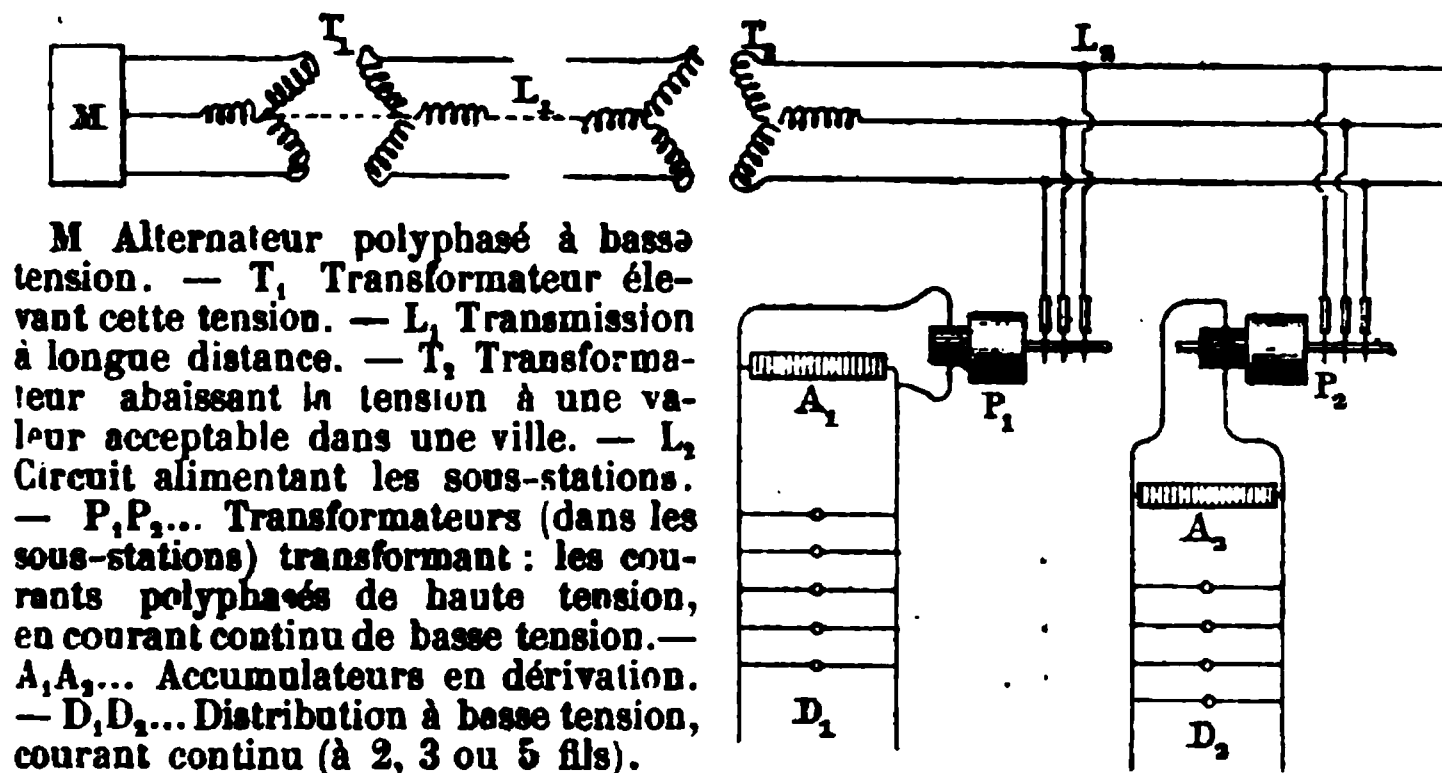 T₁
T₂
L₂
L₁
M
M Alternateur polyphasé à basse
tension. — T₁ Transformateur éle-
vant cette tension. — L₁ Transmission
à longue distance. — T₂ Transforma-
teur abaissant la tension à une va-
leur acceptable dans une ville. — L₂
Circuit alimentant les sous-stations.
— P₁P₂... Transformateurs (dans les
sous-stations) transformant : les cou-
rants polyphasés de haute tension,
en courant continu de basse tension.—
A₁A₂... Accumulateurs en dérivation.
— D₁D₂... Distribution à basse tension,
courant continu (à 2, 3 ou 5 fils).
A₁
P₁
P₂
A₂
D₁
D₂